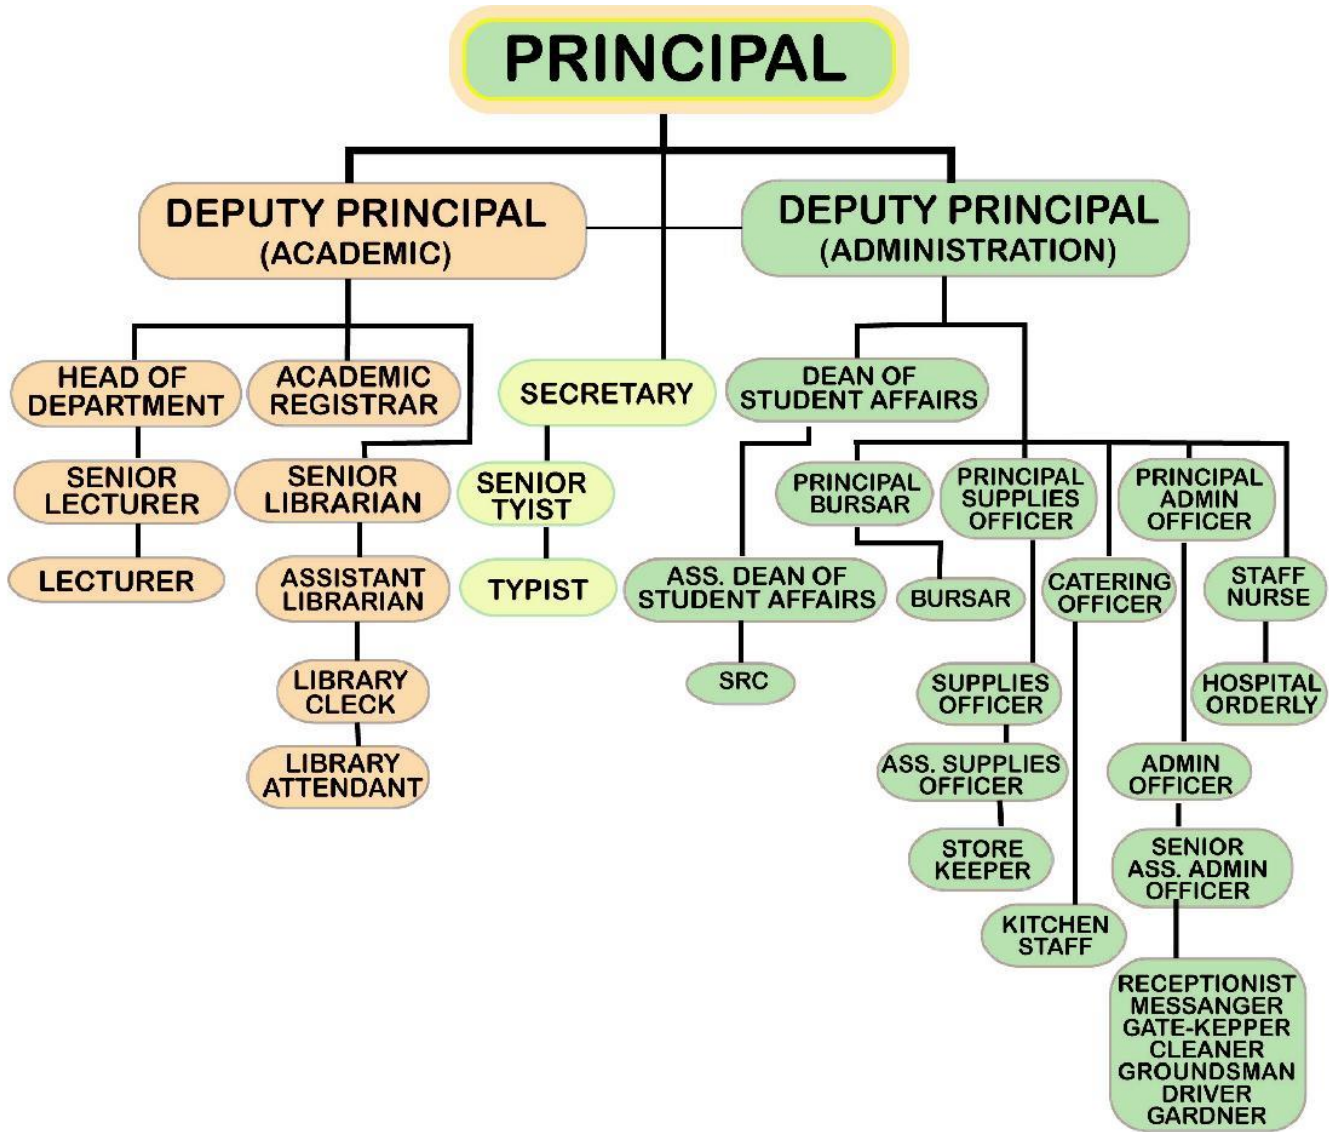 PRINCIPAL
DEPUTY PRINCIPAL
(ACADEMIC)
DEPUTY PRINCIPAL
(ADMINISTRATION)
HEAD OF
DEPARTMENT
ACADEMIC
REGISTRAR
SECRETARY
DEAN OF
STUDENT AFFAIRS
SENIOR
LECTURER
SENIOR
LIBRARIAN
SENIOR
TYIST
PRINCIPAL
BURSAR
PRINCIPAL
SUPPLIES
OFFICER
PRINCIPAL
ADMIN
OFFICER
LECTURER
ASSISTANT
LIBRARIAN
TYPIST
ASS. DEAN OF
STUDENT AFFAIRS
BURSAR
CATERING
OFFICER
STAFF
NURSE
LIBRARY
CLECK
SRC
SUPPLIES
OFFICER
HOSPITAL
ORDERLY
LIBRARY
ATTENDANT
ASS. SUPPLIES
OFFICER
ADMIN
OFFICER
STORE
KEEPER
SENIOR
ASS. ADMIN
OFFICER
KITCHEN
STAFF
RECEPTIONIST
MESSANGER
GATE-KEPPER
CLEANER
GROUNDSMAN
DRIVER
GARDNER